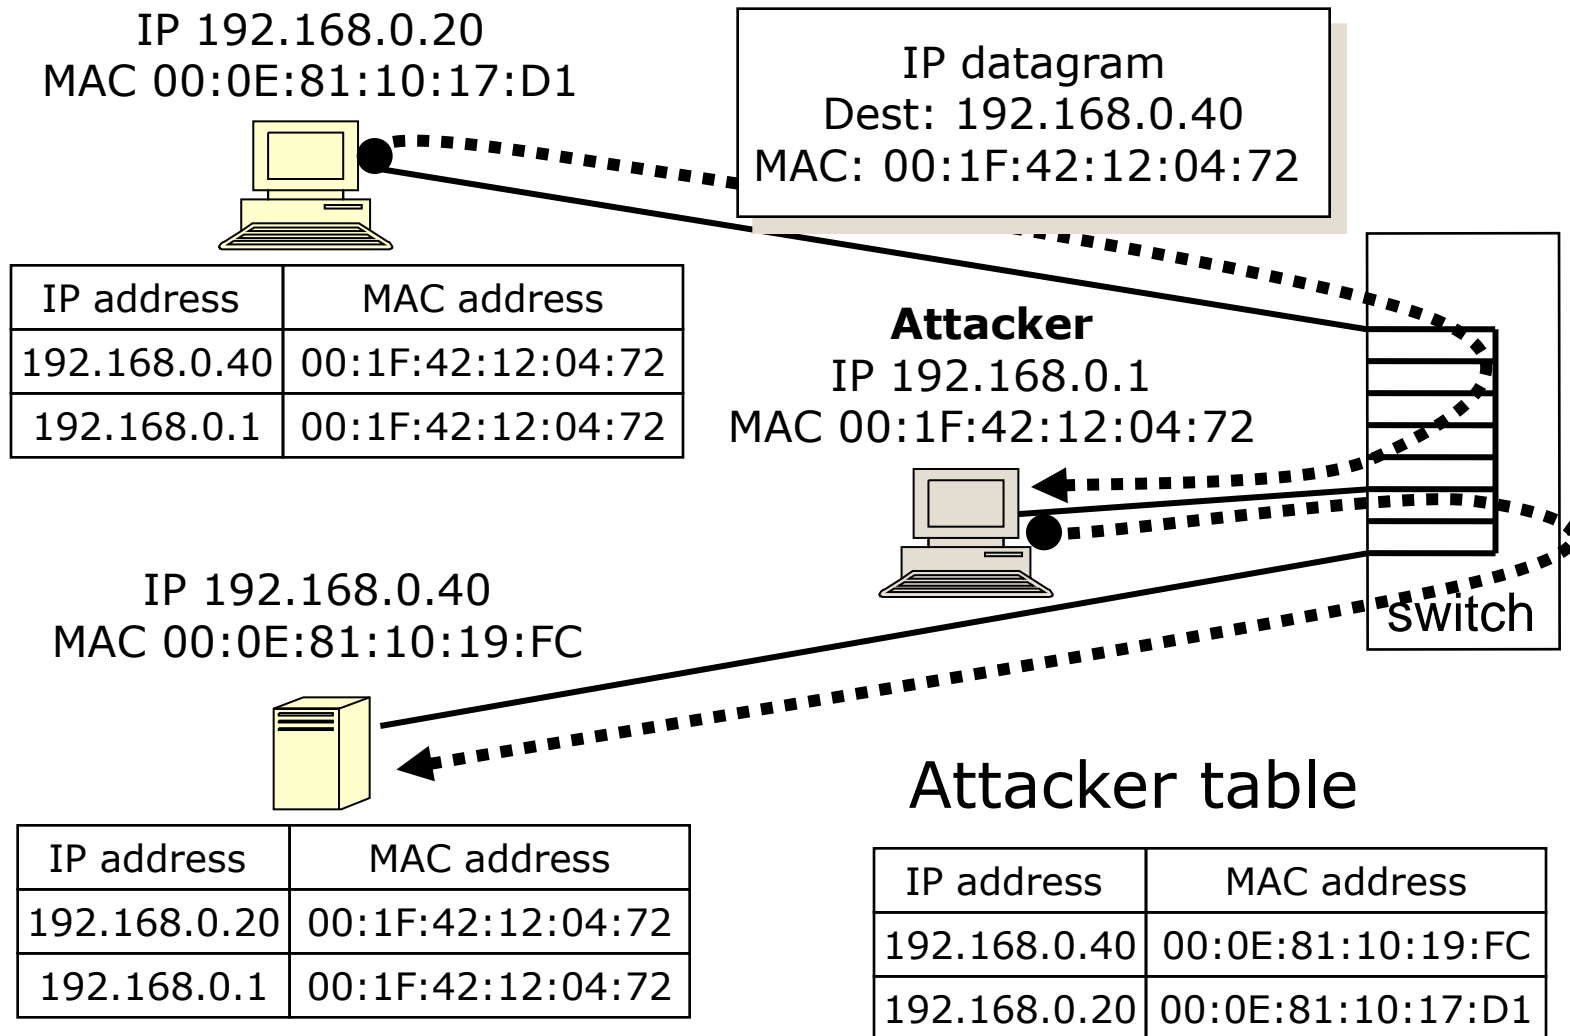 IP 192.168.0.20
MAC 00:0E:81:10:17:D1
IP datagram
Dest: 192.168.0.40
MAC: 00:1F:42:12:04:72
IP address MAC address
192.168.0.40 00:1F:42:12:04:72
192.168.0.1 00:1F:42:12:04:72
Attacker
IP 192.168.0.1
MAC 00:1F:42:12:04:72
switch
IP 192.168.0.40
MAC 00:0E:81:10:19:FC
IP address MAC address
192.168.0.20 00:1F:42:12:04:72
192.168.0.1 00:1F:42:12:04:72
Attacker table
IP address MAC address
192.168.0.40 00:0E:81:10:19:FC
192.168.0.20 00:0E:81:10:17:D1